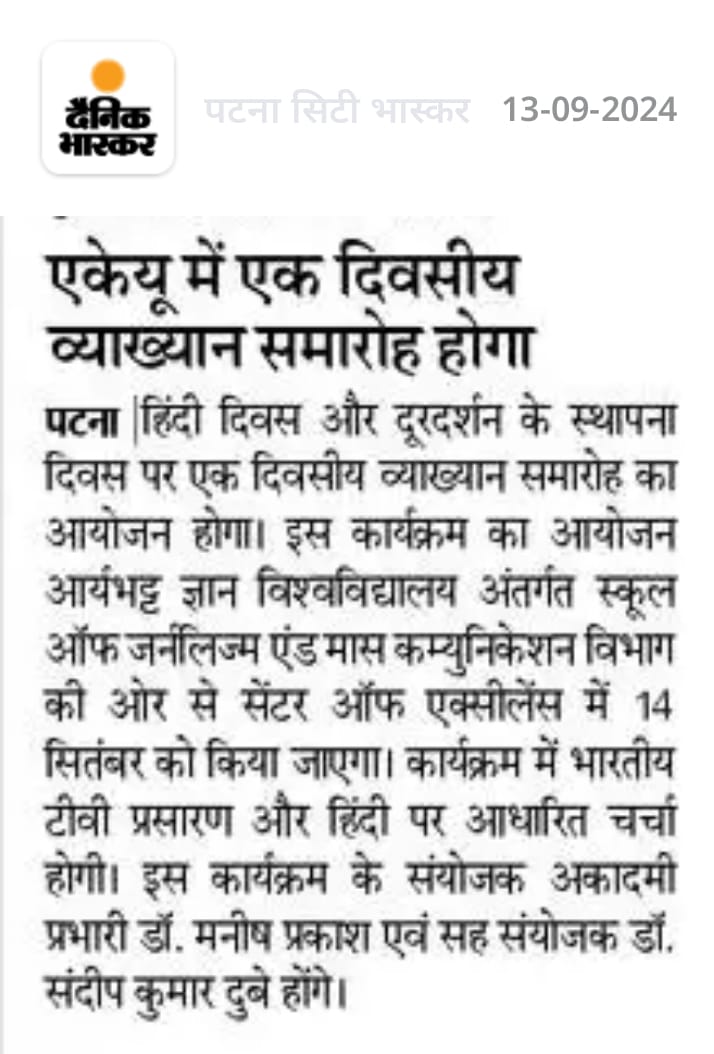 दैनिक
भास्कर
पटना सिटी भास्कर 13-09-2024
एकेयू में एक दिवसीय
व्याख्यान समारोह होगा
पटना |हिंदी दिवस और दूरदर्शन के स्थापना
दिवस पर एक दिवसीय व्याख्यान समारोह का
आयोजन होगा। इस कार्यक्रम का आयोजन
आर्यभट्ट ज्ञान विश्वविद्यालय अंतर्गत स्कूल
ऑफ जर्नलिज्म एंड मास कम्युनिकेशन विभाग
की ओर से सेंटर ऑफ एक्सीलेंस में 14
सितंबर को किया जाएगा। कार्यक्रम में भारतीय
टीवी प्रसारण और हिंदी पर आधारित चर्चा
होगी। इस कार्यक्रम के संयोजक अकादमी
प्रभारी डॉ. मनीष प्रकाश एवं सह संयोजक डॉ.
संदीप कुमार दुबे होंगे।